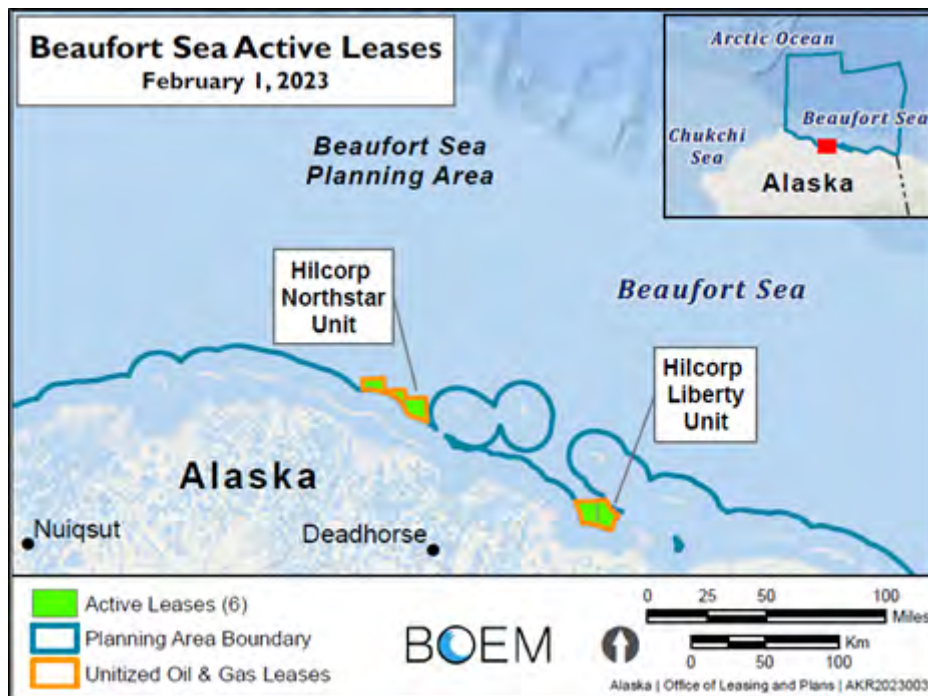 Beaufort Sea Active Leases
February 1, 2023
Arctic Ocean
Beaufort Sea
Chukchi
Sea
Alaska
Beaufort Sea
Planning Area
Beaufort Sea
Hilcorp
Northstar
Unit
Hilcorp
Liberty
Unit
Alaska
Nuiqsut
Deadhorse
Active Leases (6)
Planning Area Boundary
Unitized Oil & Gas Leases
BOEM
0 25 50 100
Miles
Km
0 50 100
Alaska | Office of Leasing and Plans | AKR2023003